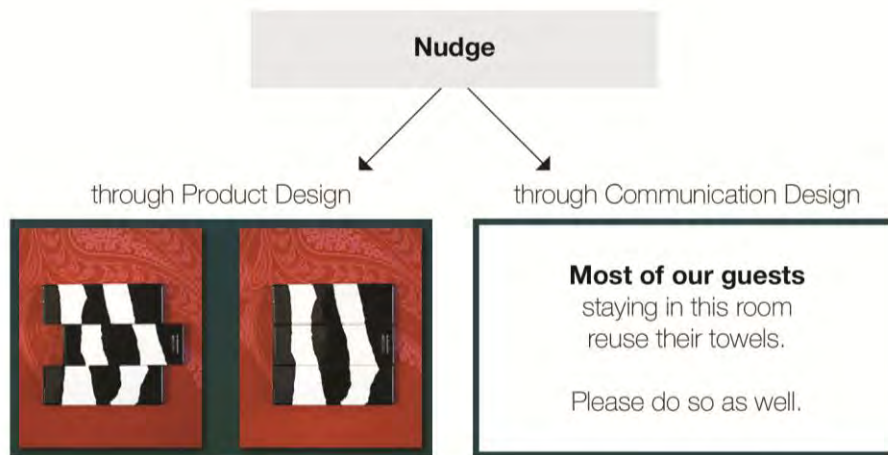 Nudge
through Product Design
through Communication Design
Most of our guests
staying in this room
reuse their towels.
Please do so as well.